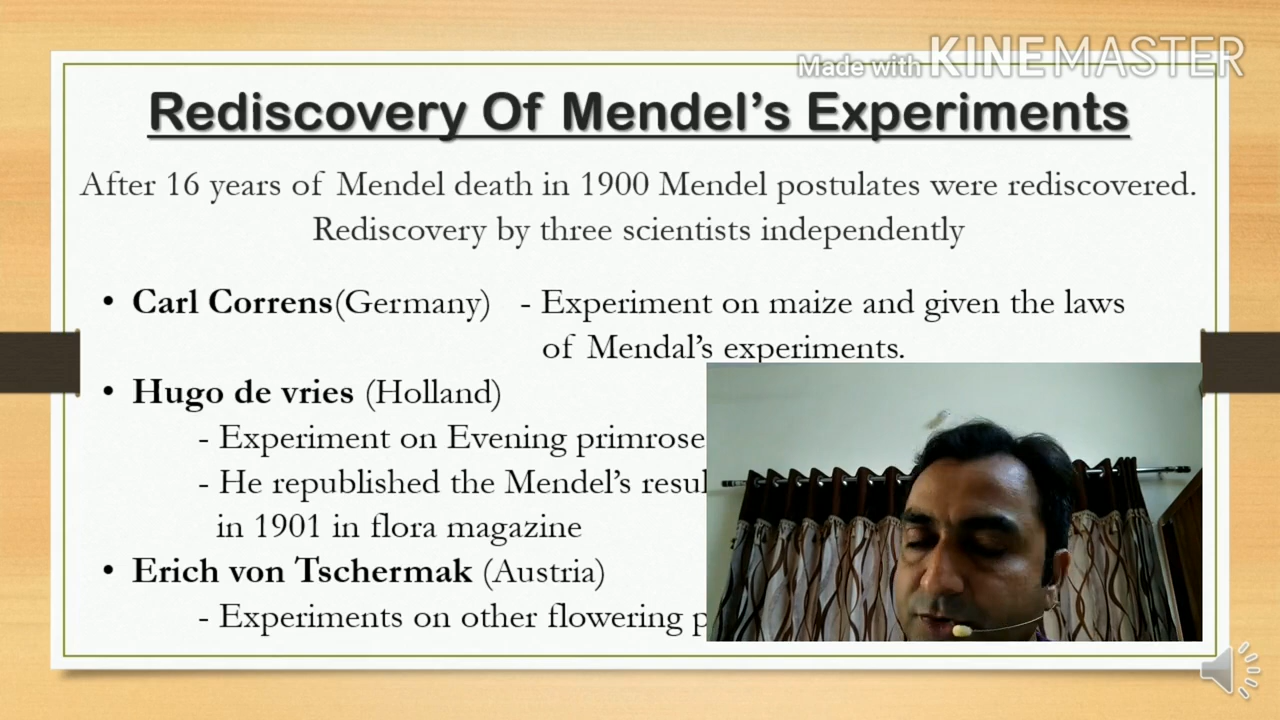 Made with KINEMASTER
Rediscovery Of Mendel's Experiments
After 16 years of Mendel death in 1900 Mendel postulates were rediscovered.
Rediscovery by three scientists independently
• Carl Correns(Germany) - Experiment on maize and given the laws
of Mendal's experiments.
• Hugo de vries (Holland)
- Experiment on Evening primrose
- He republished the Mendel's
in 1901 in flora magazine
• Erich von Tschermak (Austria)
- Experiments on other flowering